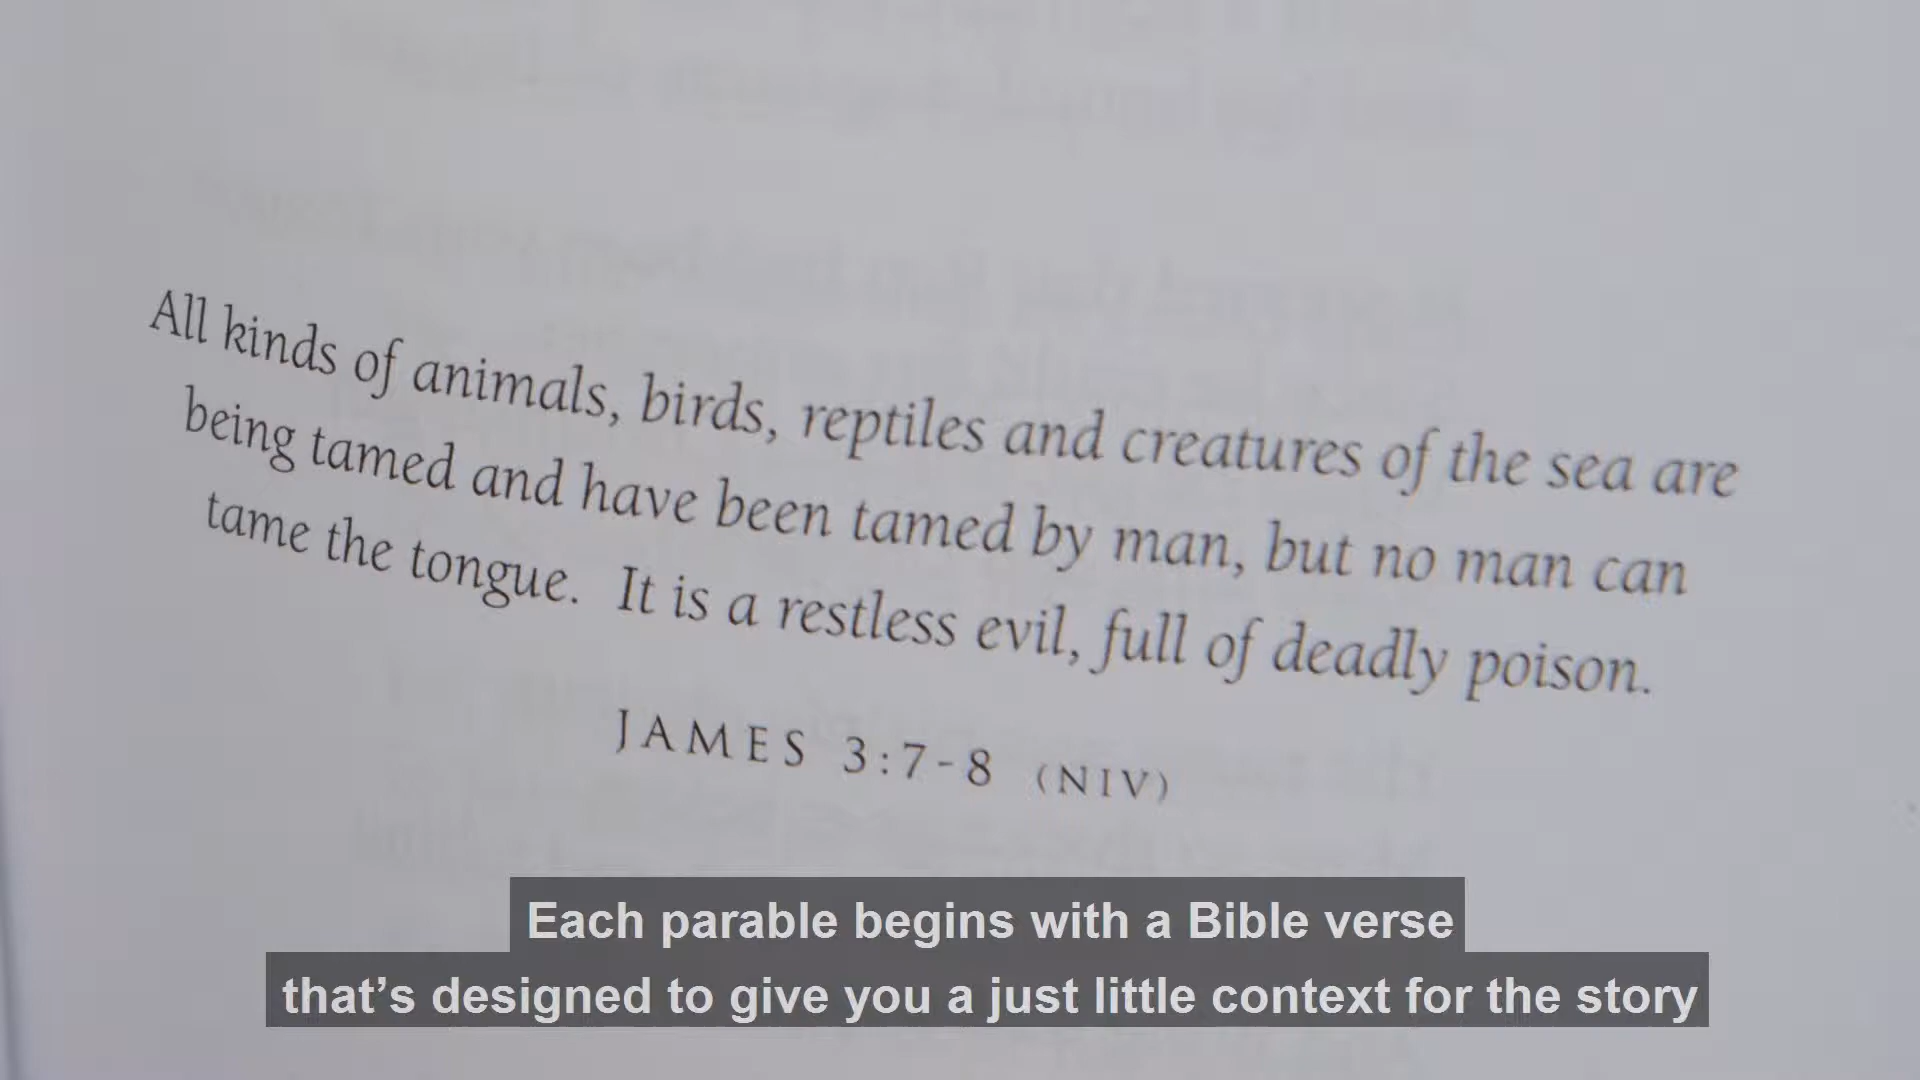 All kinds of animals, birds, reptiles and creatures of the sea are
being tamed and have been tamed by man, but no man can
tame the tongue. It is a restless evil, full of deadly poison.
JAMES 3:7-8 (NIV)
Each parable begins with a Bible verse
that’s designed to give you a just little context for the story